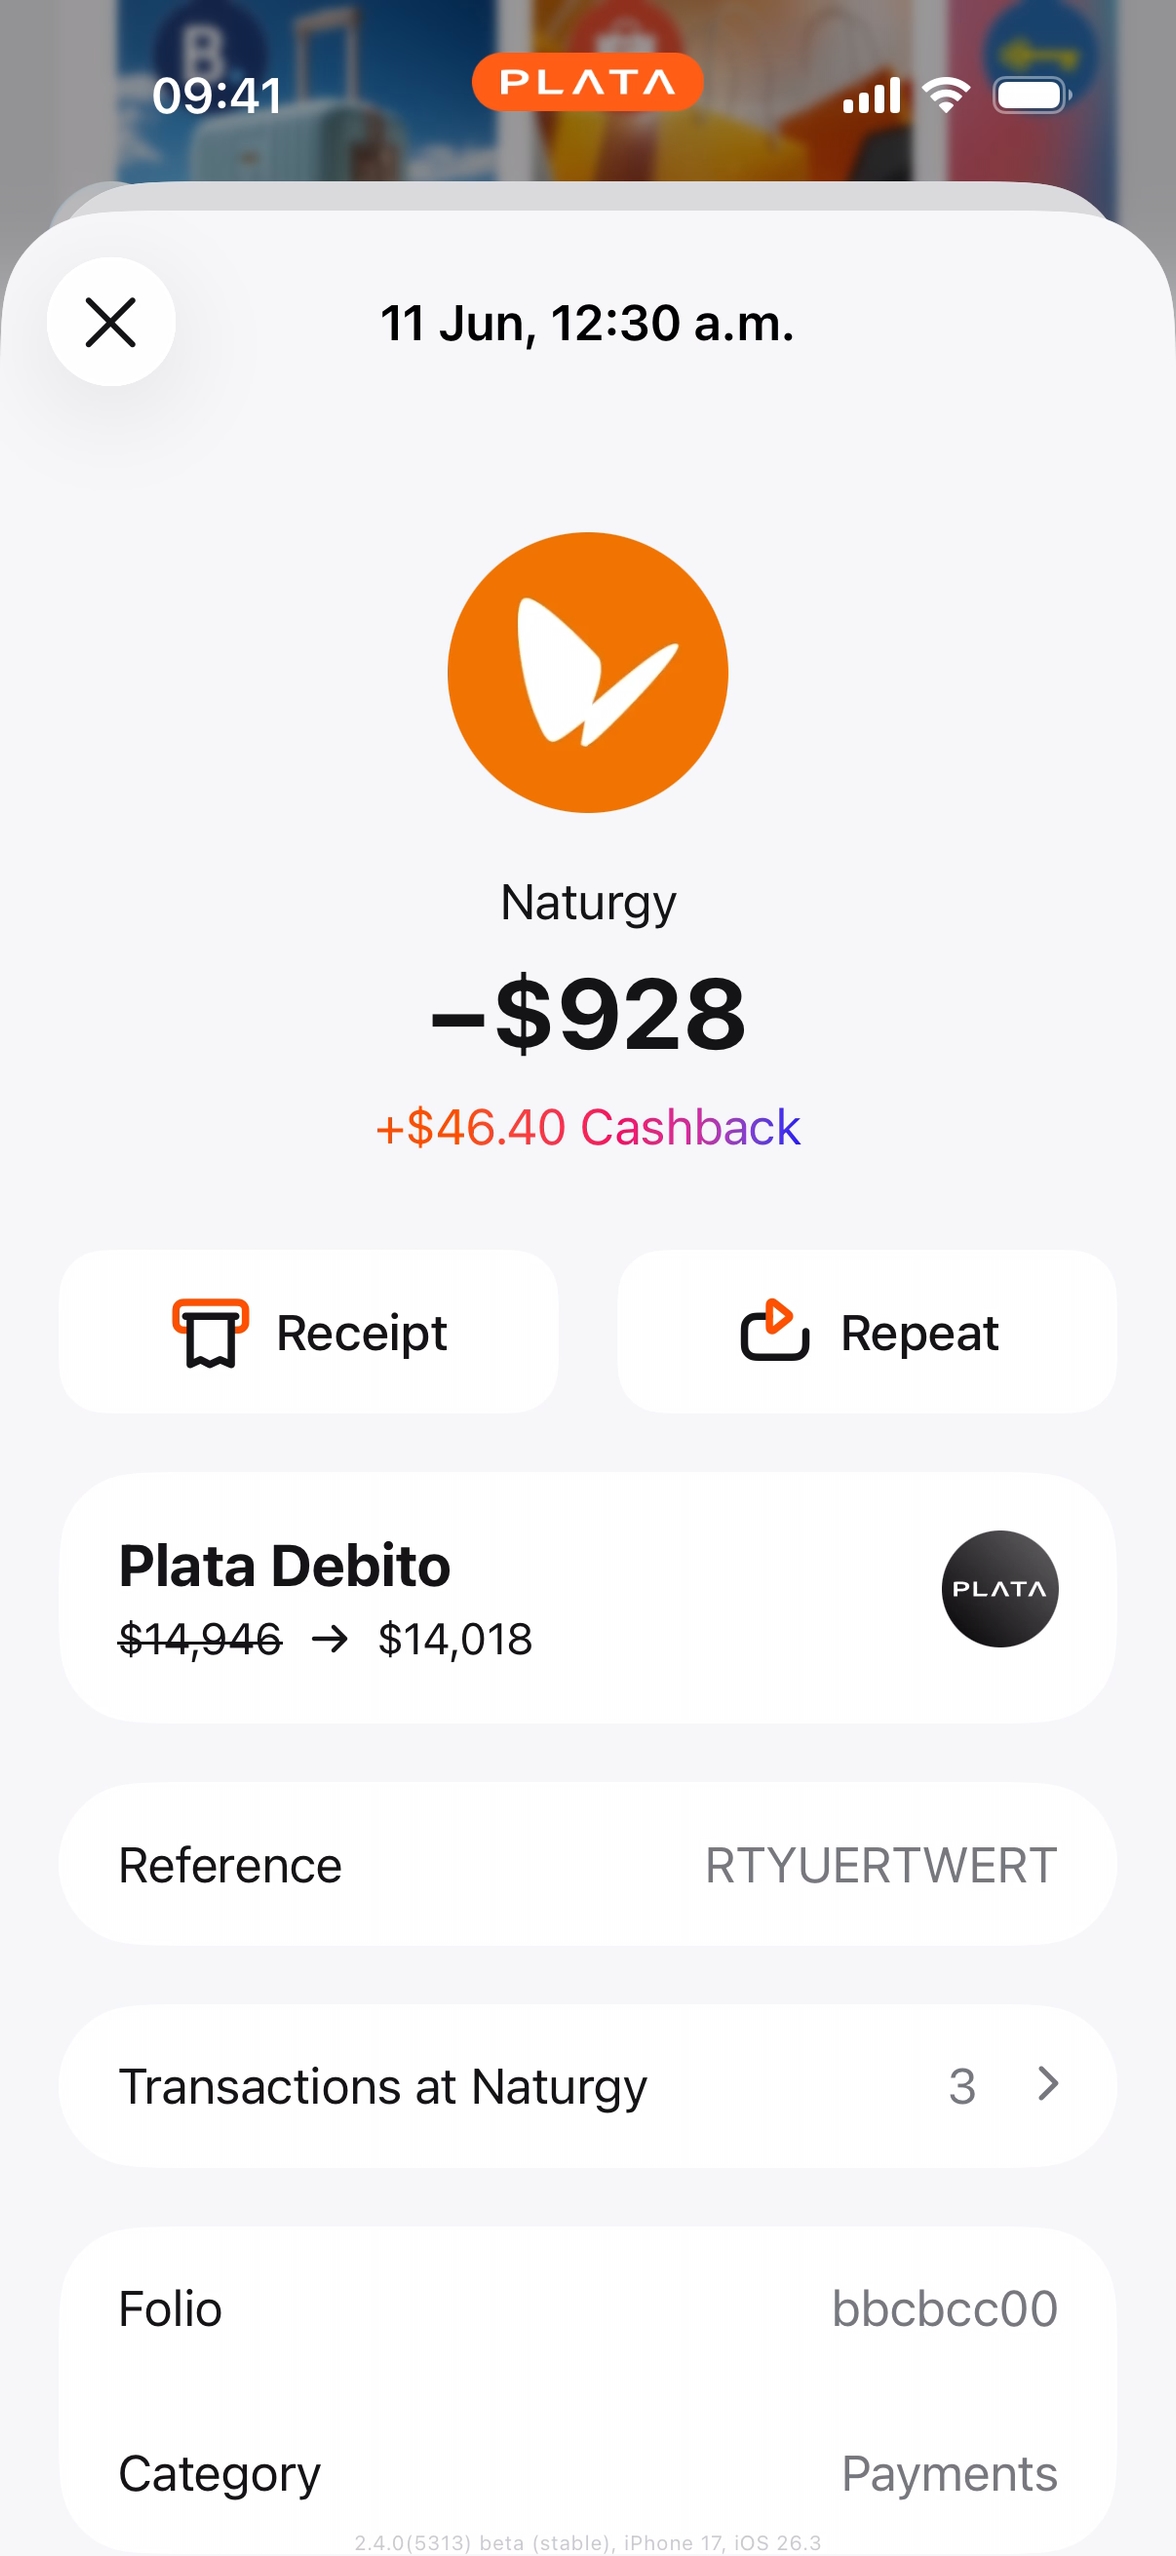 B.
09:41
PLATA
11 Jun, 12:30 a.m.
Naturgy
−$928
+$46.40 Cashback
Receipt
Repeat
Plata Debito
$14,946 → $14,018
PLATA
Reference
RTYUERTWERT
Transactions at Naturgy
3
Folio
bbcbcc00
Category
Payments
2.4.0(5313) beta (stable), iPhone 17, iOS 26.3